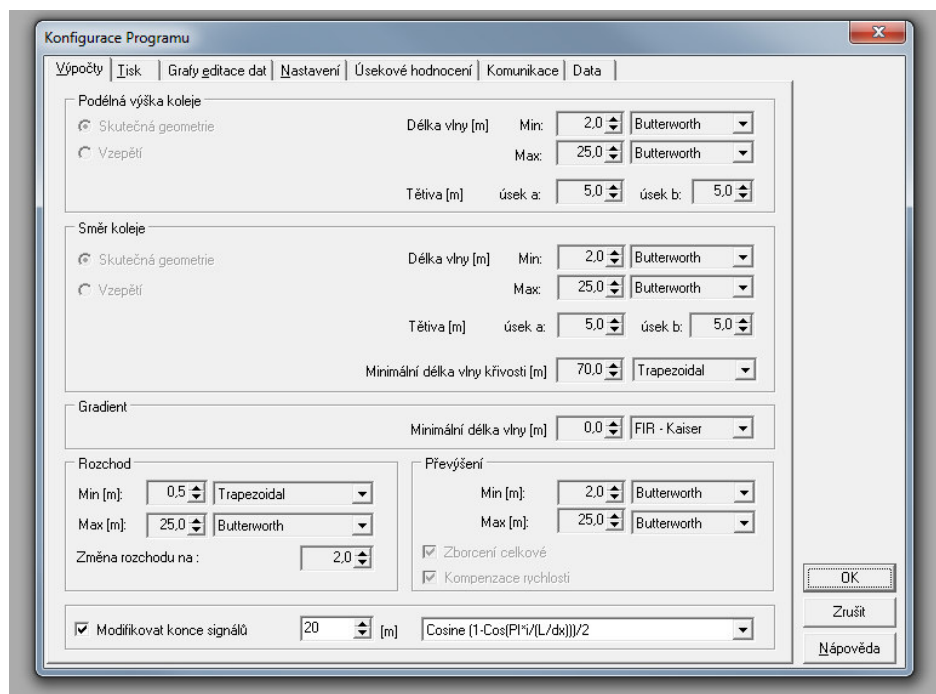 Konfigurace Programu
Výpočty Tisk Grafy editace dat Nastavení Úsekové hodnocení Komunikace Data
Podélná výška koleje
Skutečná geometrie Délka vlny [m] Min: 2,0 Butterworth
Vzepětí Max: 25,0 Butterworth
Tětiva [m] úsek a: 5,0 úsek b: 5,0
Směr koleje
Skutečná geometrie Délka vlny [m] Min: 2,0 Butterworth
Vzepětí Max: 25,0 Butterworth
Tětiva [m] úsek a: 5,0 úsek b: 5,0
Minimální délka vlny křivosti [m] 70,0 Trapezoidal
Gradient
Minimální délka vlny [m] 0,0 FIR - Kaiser
Rozchod
Min [m]: 0,5 Trapezoidal
Max [m]: 25,0 Butterworth
Změna rozchodu na : 2,0
Převýšení
Min [m]: 2,0 Butterworth
Max [m]: 25,0 Butterworth
Zborcení celkové
Kompenzace rychlosti
Modifikovat konce signálů 20 [m] Cosine (1-Cos(PI*i/(L/dx)))/2
OK
Zrušit
Nápověda